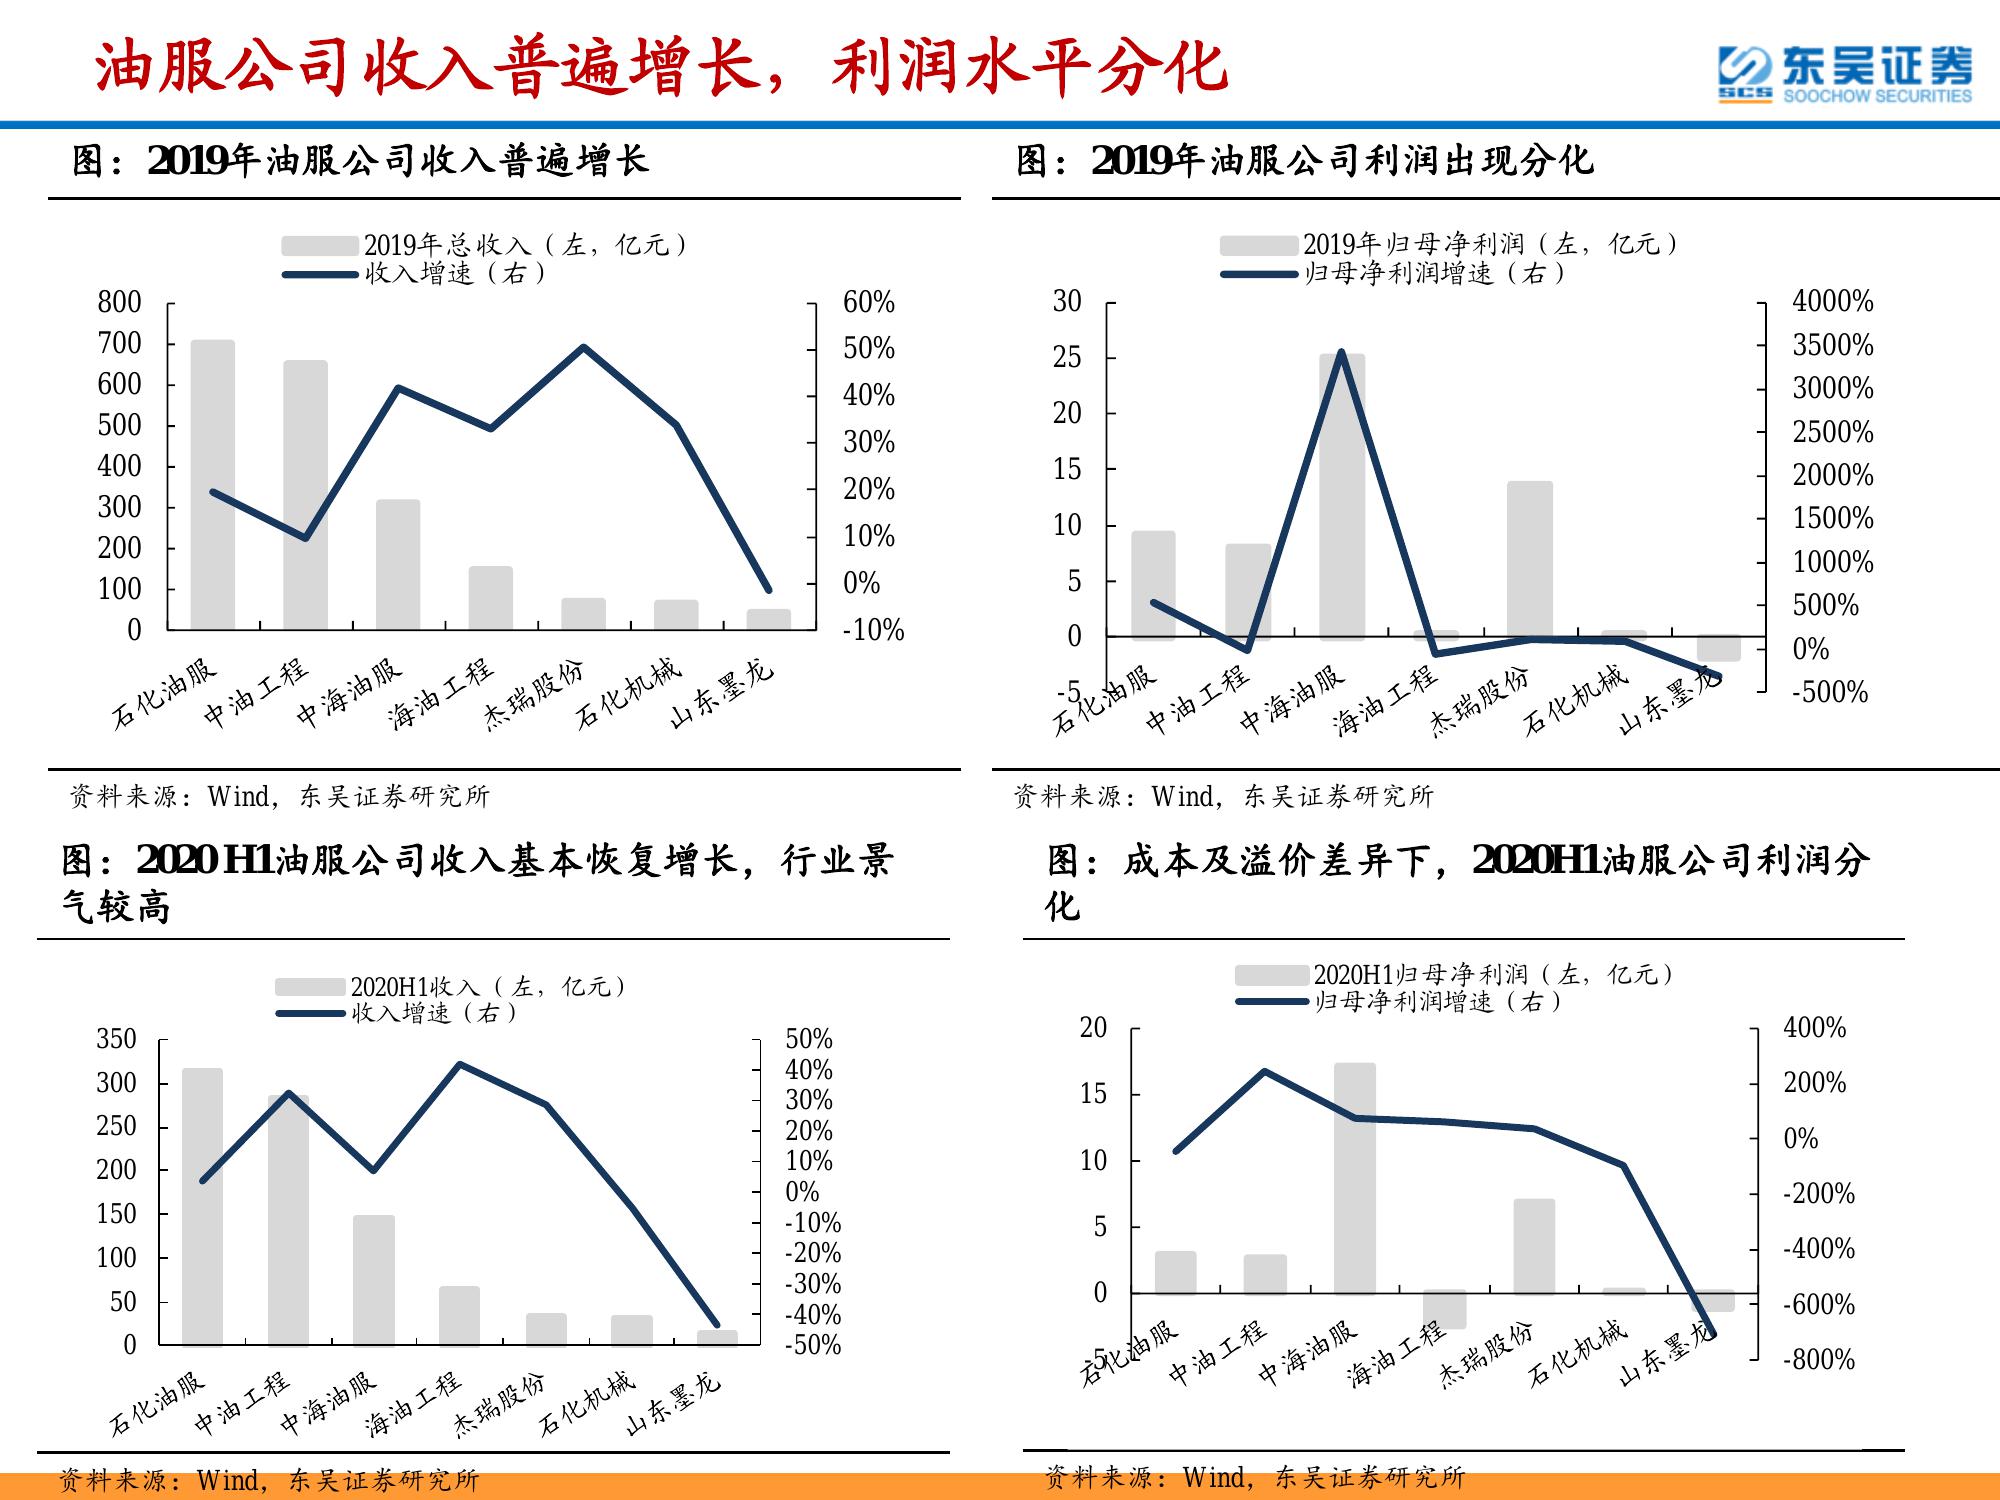 油服公司收入普遍增长，利润水平分化
东吴证券
SCS
SOOCHOW SECURITIES
图：2019年油服公司收入普遍增长
2019年总收入（左，亿元）
收入增速（右）
800
700
600
500
400
300
200
100
0
60%
50%
40%
30%
20%
10%
0%
-10%
石化油服
中油工程
中海油服
海油工程
杰瑞股份
石化机械
山东墨龙
资料来源：Wind，东吴证券研究所
图：2019年油服公司利润出现分化
2019年归母净利润（左，亿元）
归母净利润增速（右）
30
25
20
15
10
5
0
-5
4000%
3500%
3000%
2500%
2000%
1500%
1000%
500%
0%
-500%
石化油服
中油工程
中海油服
海油工程
杰瑞股份
石化机械
山东墨龙
资料来源：Wind，东吴证券研究所
图：2020H1油服公司收入基本恢复增长，行业景
气较高
2020H1收入（左，亿元）
收入增速（右）
350
300
250
200
150
100
50
0
50%
40%
30%
20%
10%
0%
-10%
-20%
-30%
-40%
-50%
石化油服
中油工程
中海油服
海油工程
杰瑞股份
石化机械
山东墨龙
资料来源：Wind，东吴证券研究所
图：成本及溢价差异下，2020H1油服公司利润分
化
2020H1归母净利润（左，亿元）
归母净利润增速（右）
20
15
10
5
0
-5
400%
200%
0%
-200%
-400%
-600%
-800%
石化油服
中油工程
中海油服
海油工程
杰瑞股份
石化机械
山东墨龙
资料来源：Wind，东吴证券研究所